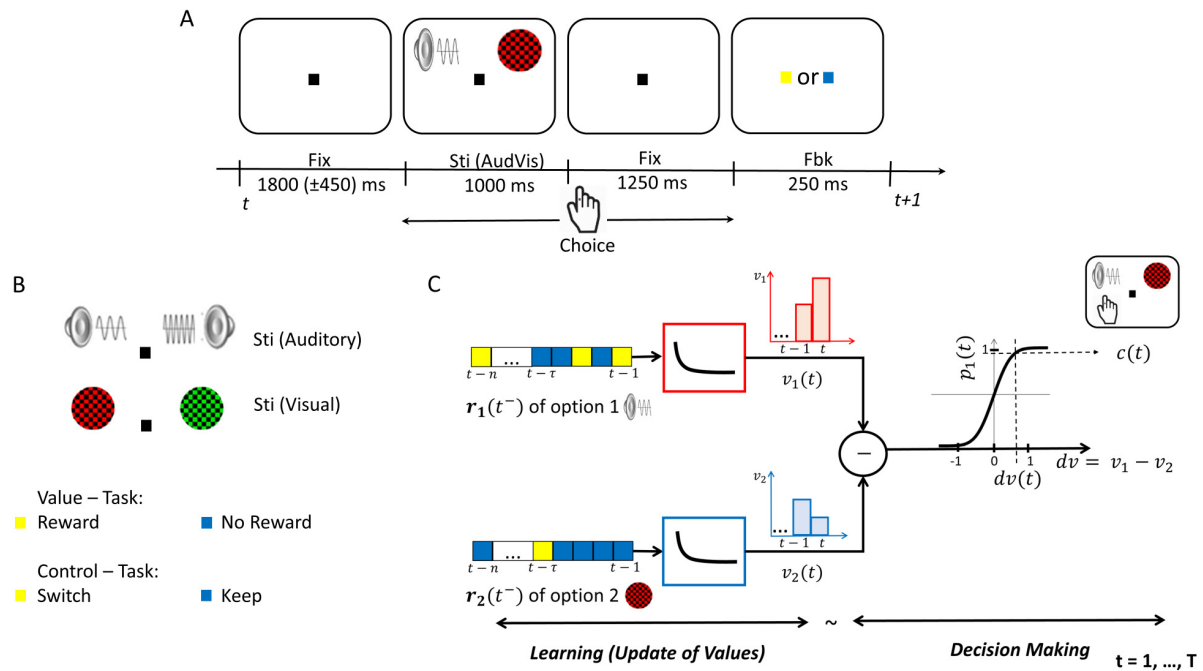 A
or
Fix
Sti (AudVis)
Fix
Fbk
1800 (±450) ms
1000 ms
1250 ms
250 ms
t
t+1
Choice
B
Sti (Auditory)
Sti (Visual)
Value – Task:
Reward
No Reward
Control – Task:
Switch
Keep
C
v₁
...
t − 1
t
...
t − n
t − τ
t − 1
v₁(t)
r₁(t⁻) of option 1
−
p₁(t)
1
c(t)
-1
0
1
dv = v₁ − v₂
dv(t)
v₂
...
t − 1
t
...
t − n
t − τ
t − 1
v₂(t)
r₂(t⁻) of option 2
~
Learning (Update of Values)
Decision Making
t = 1, ..., T